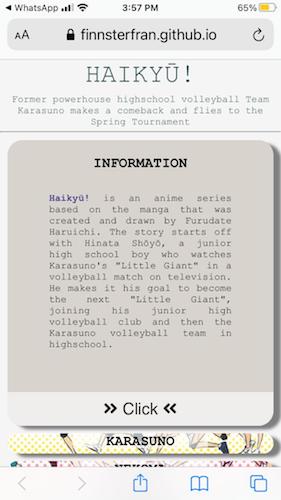 WhatsApp 3:57 PM 65%
AA finnsterfran.github.io
HAIKYŪ!
Former powerhouse highschool volleyball Team
Karasuno makes a comeback and flies to the
Spring Tournament
INFORMATION
Haikyū! is an anime series
based on the manga that was
created and drawn by Furudate
Haruichi. The story starts off
with Hinata Shōyō, a junior
high school boy who watches
Karasuno's "Little Giant" in a
volleyball match on television.
He makes it his goal to become
the next "Little Giant",
joining his junior high
volleyball club and then the
Karasuno volleyball team in
highschool.
>> Click <<
KARASUNO
NEKOMA